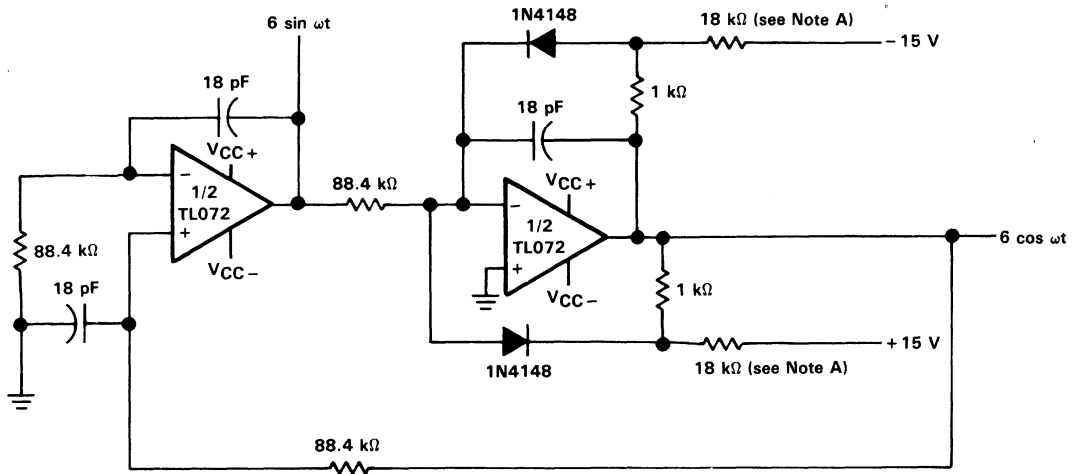 6 sin ωt
1N4148
18 kΩ (see Note A)
−15 V
18 pF
1 kΩ
18 pF
VCC+
−
1/2
TL072
+
VCC−
88.4 kΩ
88.4 kΩ
VCC+
−
1/2
TL072
+
VCC−
6 cos ωt
18 pF
1 kΩ
1N4148
18 kΩ (see Note A)
+15 V
88.4 kΩ